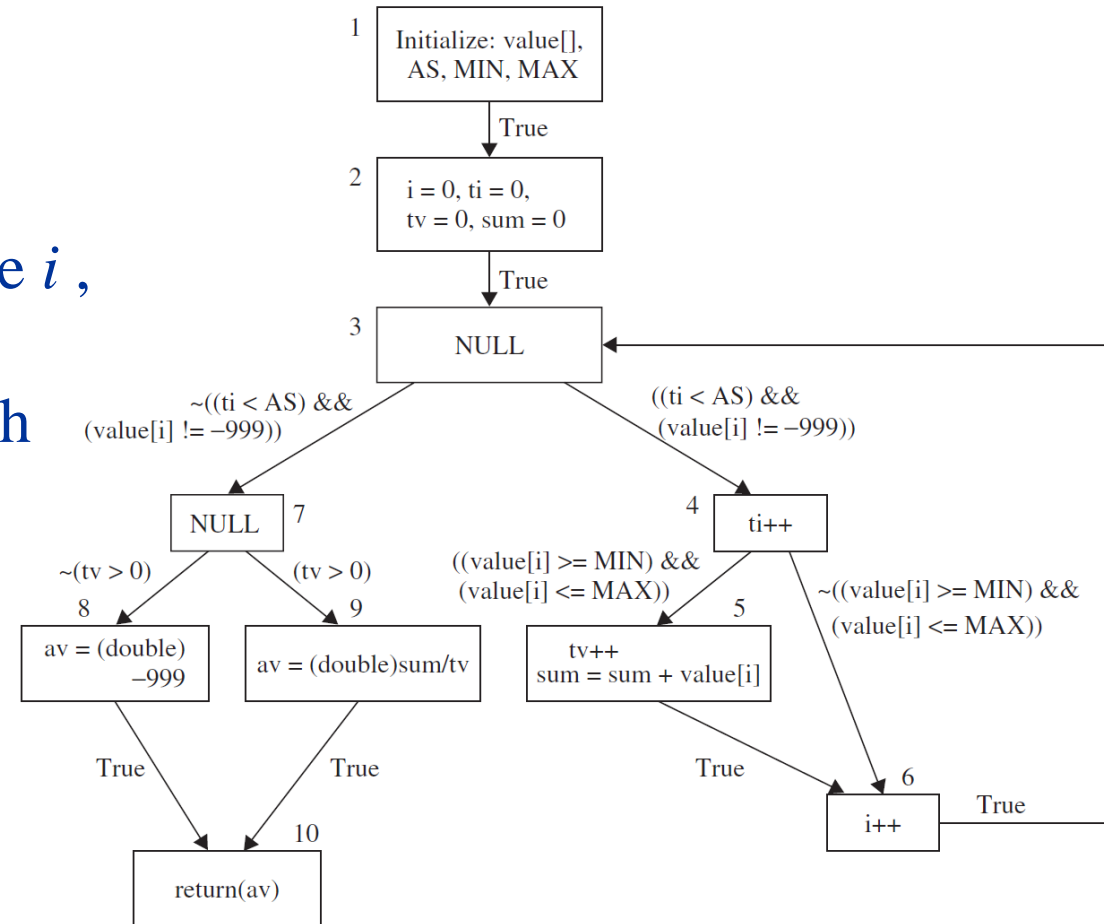 1
Initialize: value[],
AS, MIN, MAX
True
2
i = 0, ti = 0,
tv = 0, sum = 0
e i ,
True
3
NULL
h
~((ti < AS) &&
(value[i] != –999))
((ti < AS) &&
(value[i] != –999))
NULL
7
4
ti++
~(tv > 0)
(tv > 0)
((value[i] >= MIN) &&
(value[i] <= MAX))
~((value[i] >= MIN) &&
(value[i] <= MAX))
8
9
5
av = (double)
–999
av = (double)sum/tv
tv++
sum = sum + value[i]
True
True
True
6
i++
True
10
return(av)